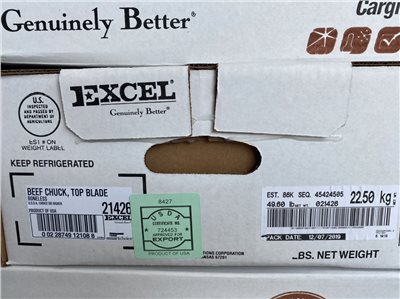 Genuinely Better®
Cargi
EXCEL®
Genuinely Better®
U.S.
INSPECTED
AND PASSED BY
DEPARTMENT OF
AGRICULTURE
EST # ON
WEIGHT LABEL
KEEP REFRIGERATED
BEEF CHUCK, TOP BLADE
BONELESS
PRODUCT OF USA
21426
EXCEL
8427
USDA
CERTIFICATE NO.
724453
APPROVED FOR
EXPORT
PRODUCT OF USA
EST. 86K SEQ. 45424505
49.60 lb 021426
22.50 kg
PACK DATE 12/07/2019
LBS. NET WEIGHT